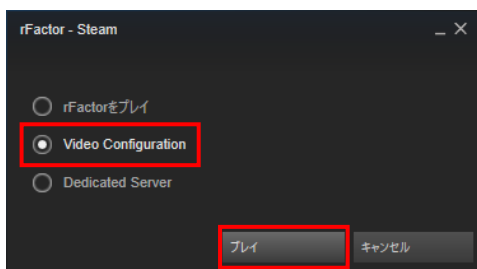 rFactor - Steam
rFactorをプレイ
Video Configuration
Dedicated Server
プレイ
キャンセル